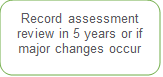 Record assessment
review in 5 years or if
major changes occur